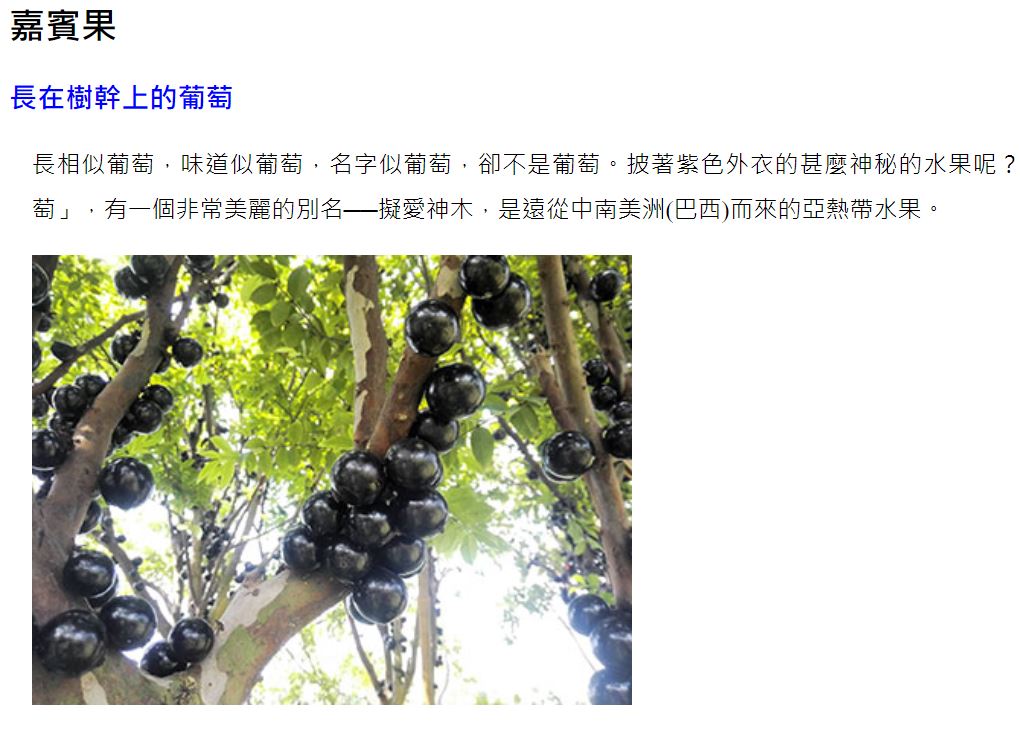 嘉賓果
長在樹幹上的葡萄
長相似葡萄，味道似葡萄，名字似葡萄，卻不是葡萄。披著紫色外衣的甚麼神秘的水果呢？
萄」，有一個非常美麗的別名──擬愛神木，是遠從中南美洲(巴西)而來的亞熱帶水果。